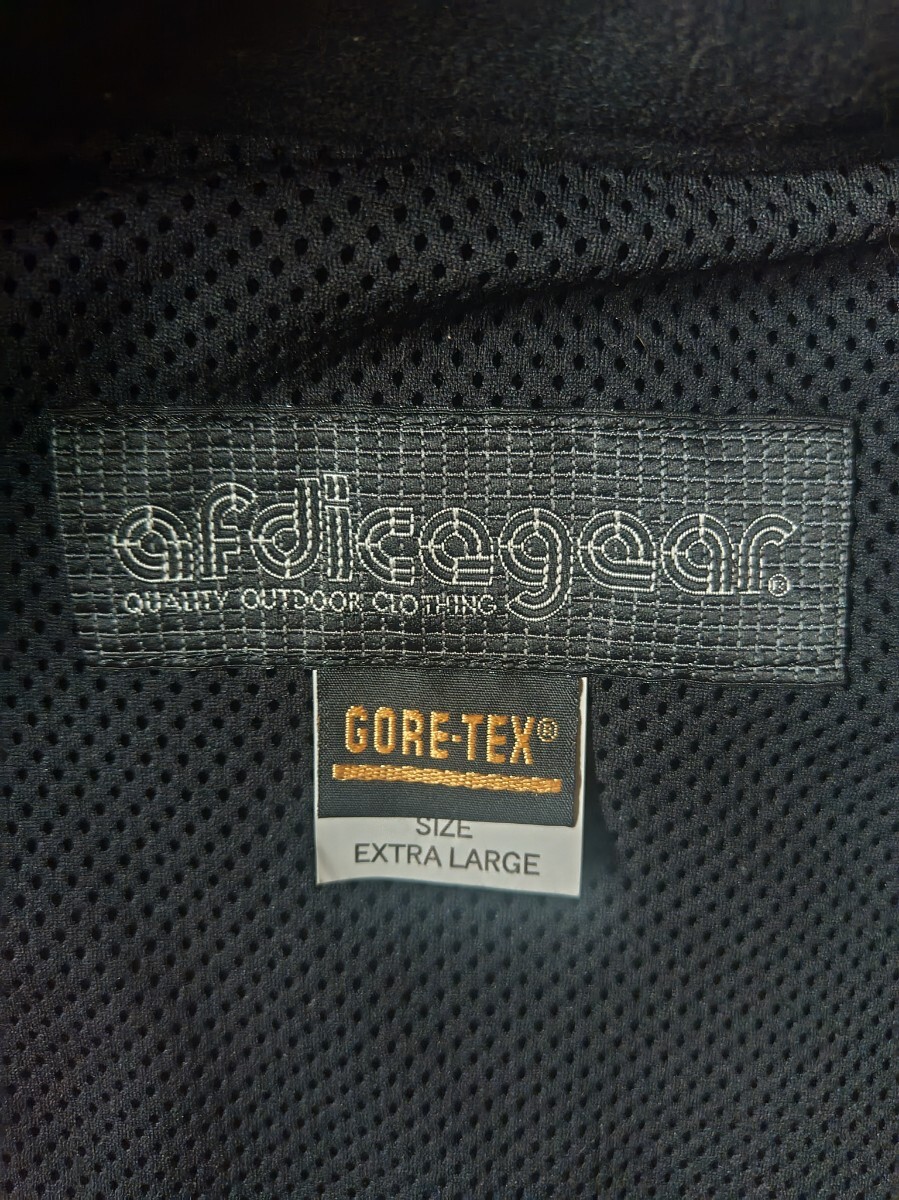 afdicegear.®
QUALITY OUTDOOR CLOTHING
GORE-TEX®
SIZE
EXTRA LARGE